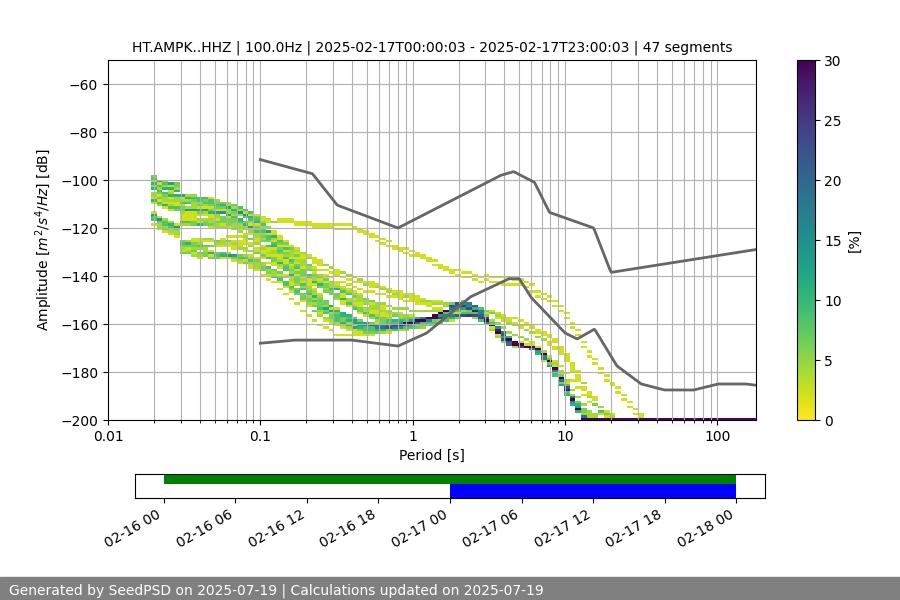 HT.AMPK..HHZ | 100.0Hz | 2025-02-17T00:00:03 - 2025-02-17T23:00:03 | 47 segments
Amplitude [m²/s⁴/Hz] [dB]
−60
−80
−100
−120
−140
−160
−180
−200
0.01 0.1 1 10 100
Period [s]
30
25
20
15
10
5
0
[%]
02-16 00 02-16 06 02-16 12 02-16 18 02-17 00 02-17 06 02-17 12 02-17 18 02-18 00
Generated by SeedPSD on 2025-07-19 | Calculations updated on 2025-07-19